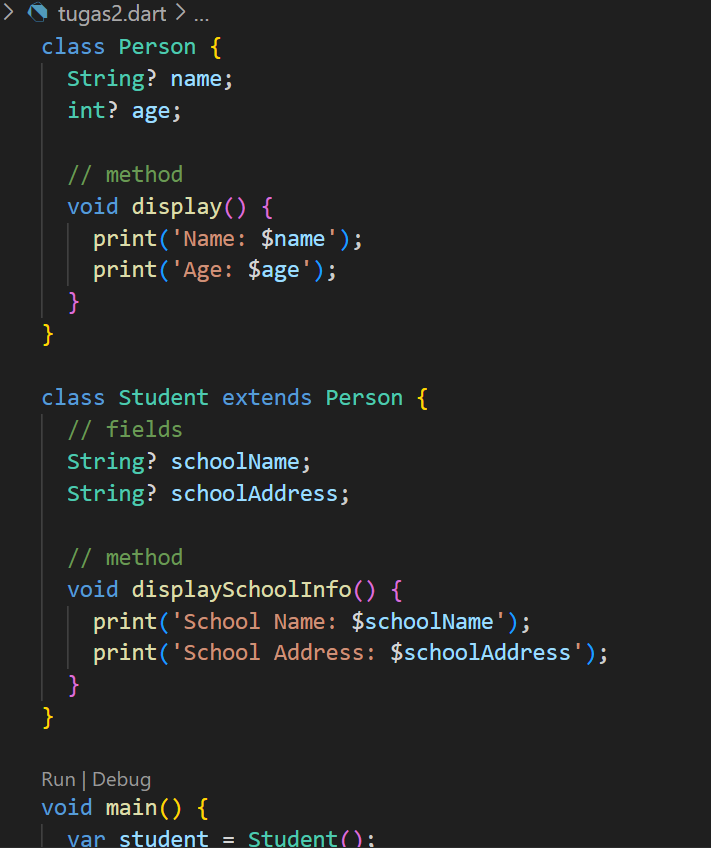 tugas2.dart > ...
class Person {
  String? name;
  int? age;

  // method
  void display() {
    print('Name: $name');
    print('Age: $age');
  }
}

class Student extends Person {
  // fields
  String? schoolName;
  String? schoolAddress;

  // method
  void displaySchoolInfo() {
    print('School Name: $schoolName');
    print('School Address: $schoolAddress');
  }
}

Run | Debug
void main() {
  var student = Student();